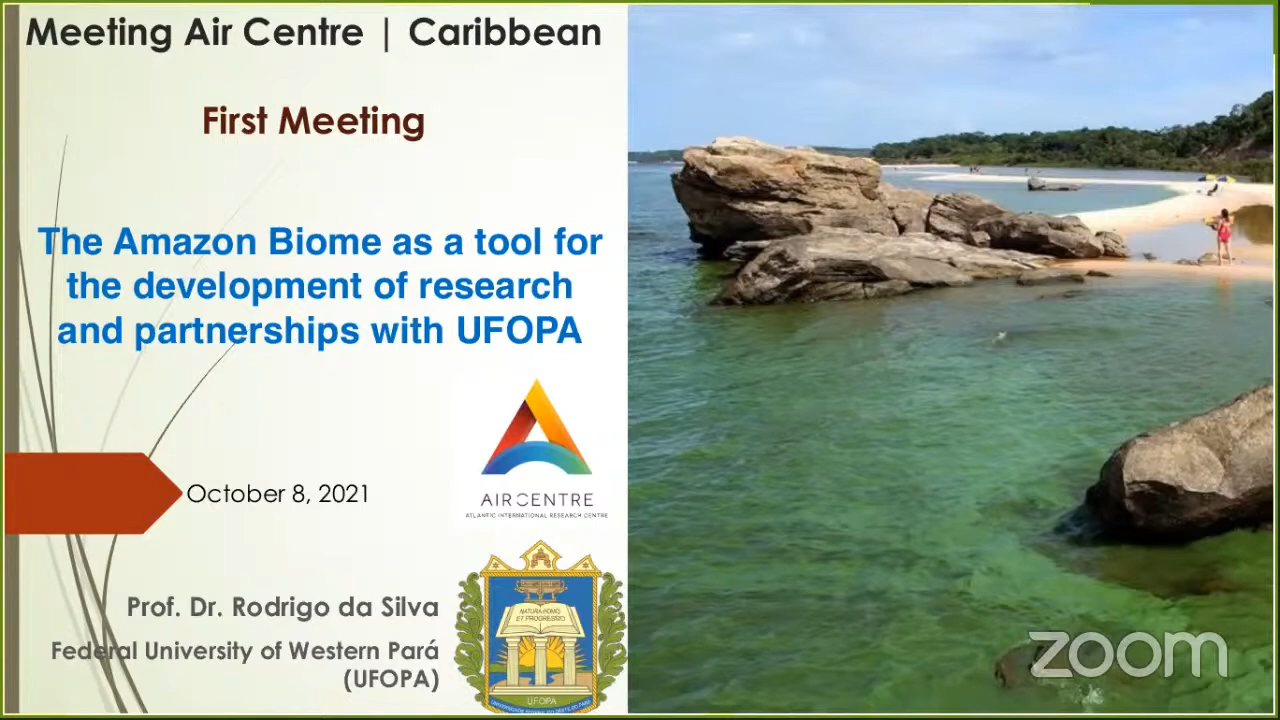 Meeting Air Centre | Caribbean
First Meeting
The Amazon Biome as a tool for
the development of research
and partnerships with UFOPA
October 8, 2021
AIRCENTRE
ATLANTIC INTERNATIONAL RESEARCH CENTRE
Prof. Dr. Rodrigo da Silva
Federal University of Western Pará
(UFOPA)
NATURA HOMO
ET PROGRESSIO
UFOPA
zoom